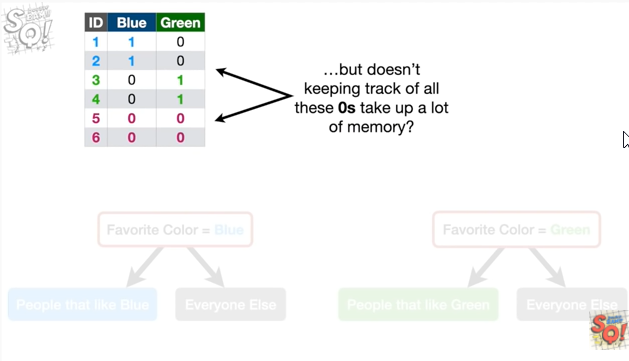 SQ!
ID Blue Green
1 1 0
2 1 0
3 0 1
4 0 1
5 0 0
6 0 0
…but doesn’t
keeping track of all
these 0s take up a lot
of memory?
Favorite Color = Blue
Favorite Color = Green
People that like Blue
Everyone Else
People that like Green
Everyone Else
SQ!